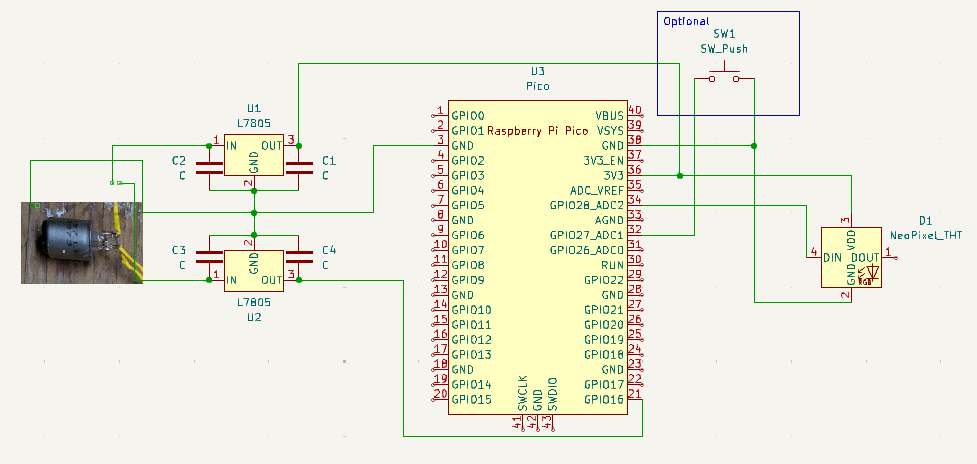 Optional
SW1
SW_Push
U3
Pico
Raspberry Pi Pico
U1
L7805
1 IN OUT 3
GND
2
C2
C
C1
C
C3
C
C4
C
2
GND
1 IN OUT 3
L7805
U2
1 GPIO0
2 GPIO1
3 GND
4 GPIO2
5 GPIO3
6 GPIO4
7 GPIO5
8 GND
9 GPIO6
10 GPIO7
11 GPIO8
12 GPIO9
13 GND
14 GPIO10
15 GPIO11
16 GPIO12
17 GPIO13
18 GND
19 GPIO14
20 GPIO15
VBUS 40
VSYS 39
GND 38
3V3_EN 37
3V3 36
ADC_VREF 35
GPIO28_ADC2 34
AGND 33
GPIO27_ADC1 32
GPIO26_ADC0 31
RUN 30
GPIO22 29
GND 28
GPIO21 27
GPIO20 26
GPIO19 25
GPIO18 24
GND 23
GPIO17 22
GPIO16 21
SWCLK 41
GND 42
SWDIO 43
D1
NeoPixel_THT
3
VDD
4 DIN DOUT 1
GND
2
RGB